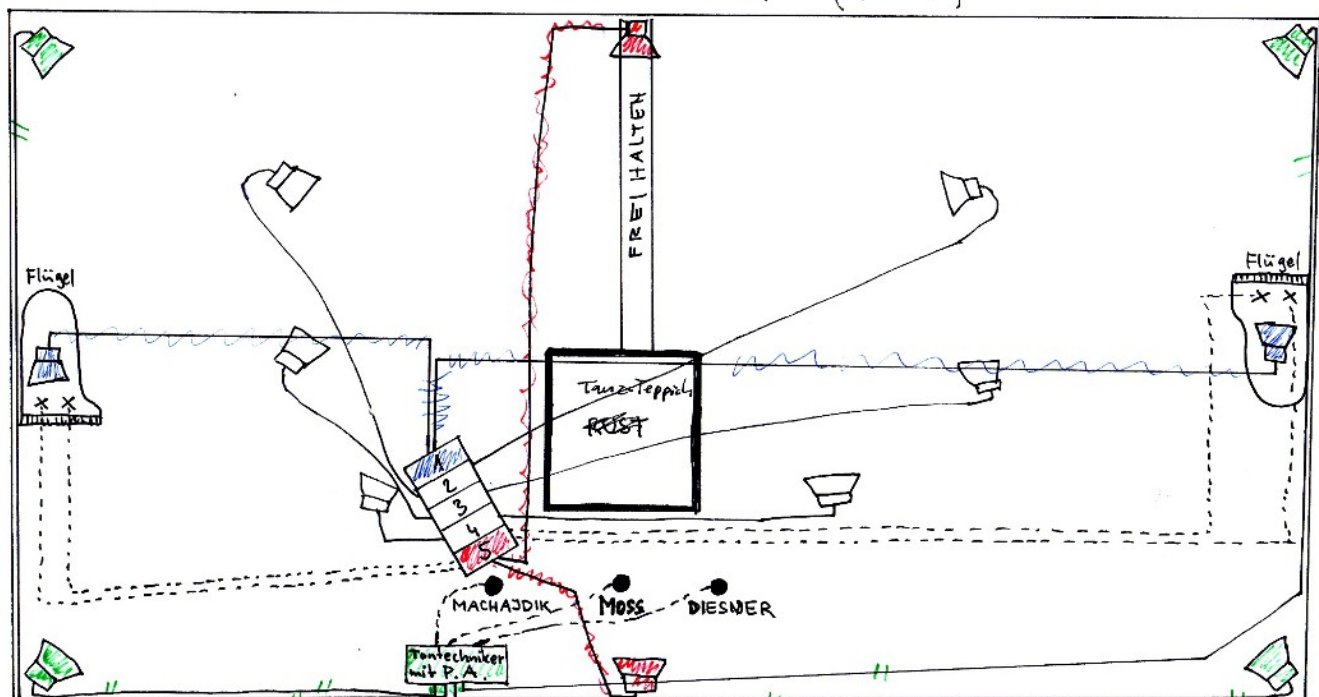 FREI HALTEN
Flügel
Flügel
Tanz-Teppich
1
2
3
4
5
MACHAJDIK
MOSS
DIESNER
Tontechniker
mit P.A.